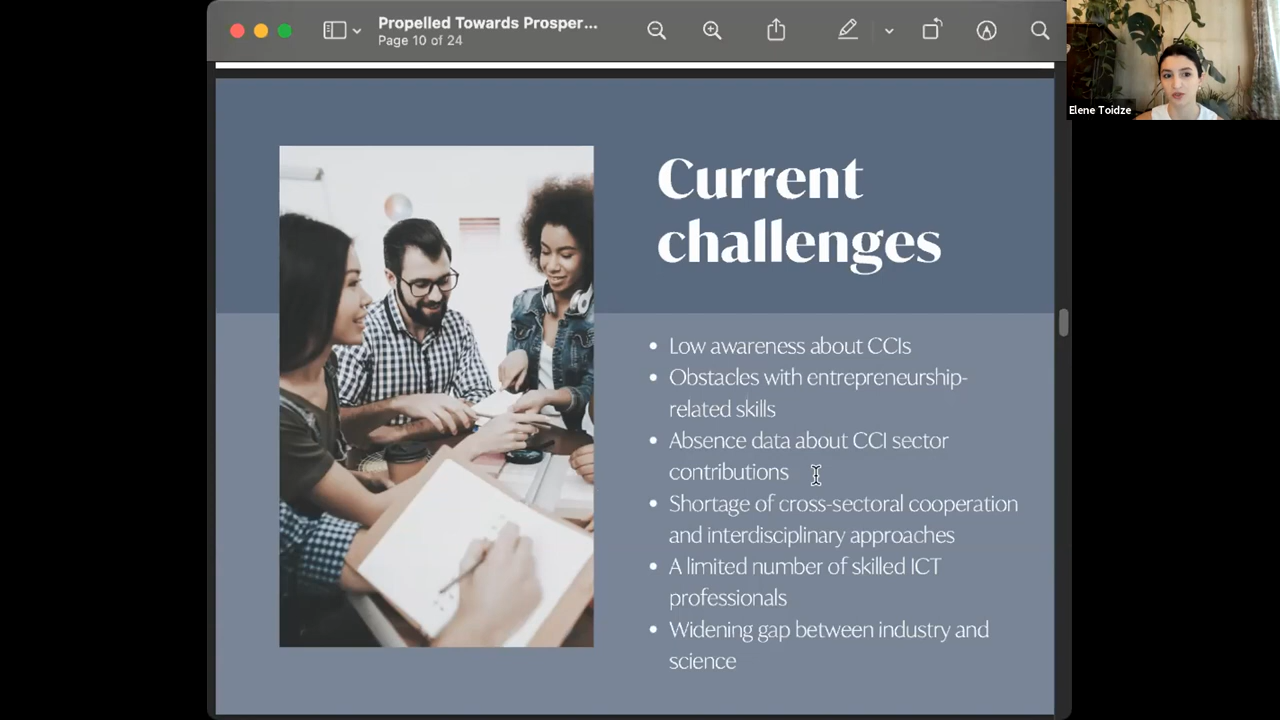 Propelled Towards Prosper...
Page 10 of 24
Elene Toidze
Current
challenges
• Low awareness about CCIs
• Obstacles with entrepreneurship-
related skills
• Absence data about CCI sector
contributions
• Shortage of cross-sectoral cooperation
and interdisciplinary approaches
• A limited number of skilled ICT
professionals
• Widening gap between industry and
science